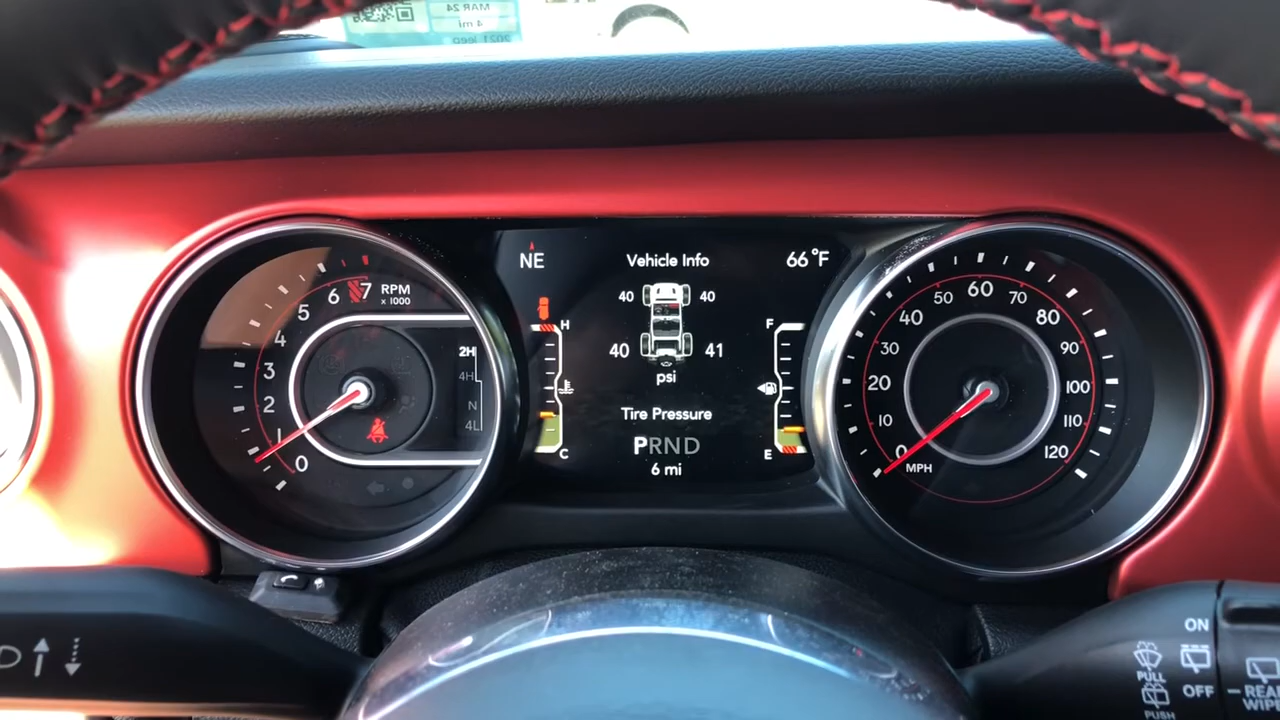 MAR 24
4 mi
2021 Jeep
NE
Vehicle Info
66°F
40 40
40 41
psi
Tire Pressure
PRND
6 mi
H
C
F
E
0
1
2
3
4
5
6
7
RPM
x 1000
2H
4H
N
4L
0
10
20
30
40
50
60
70
80
90
100
110
120
MPH
ON
PULL
OFF
PUSH